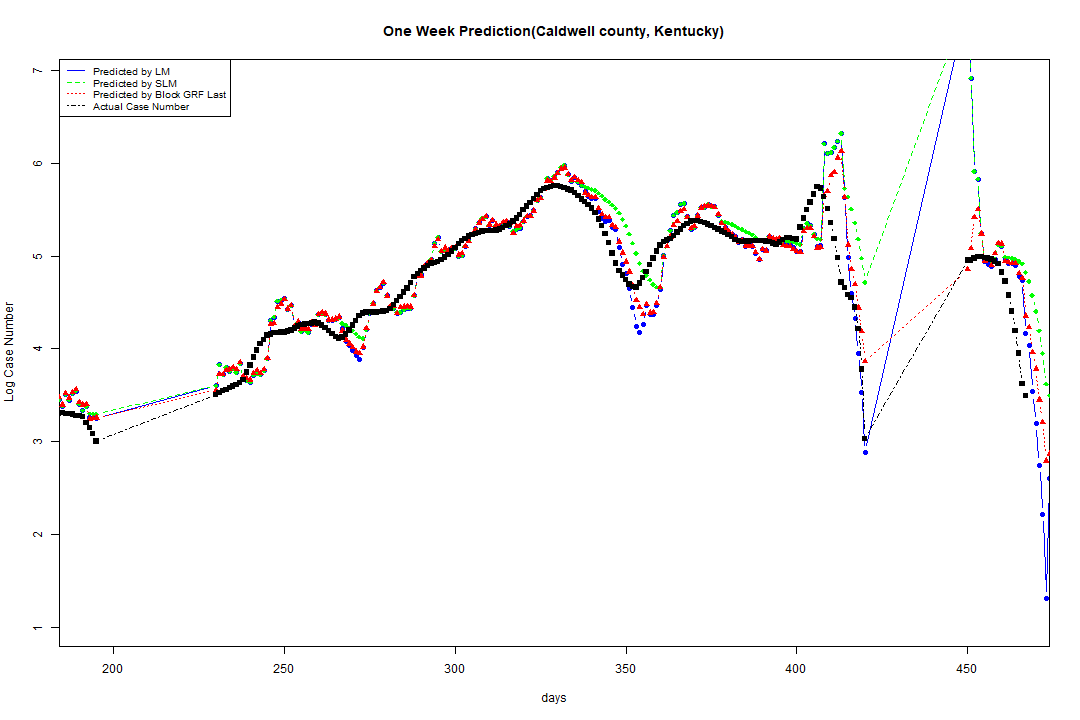 One Week Prediction(Caldwell county, Kentucky)
Predicted by LM
Predicted by SLM
Predicted by Block GRF Last
Actual Case Number
Log Case Number
7
6
5
4
3
2
1
200 250 300 350 400 450
days